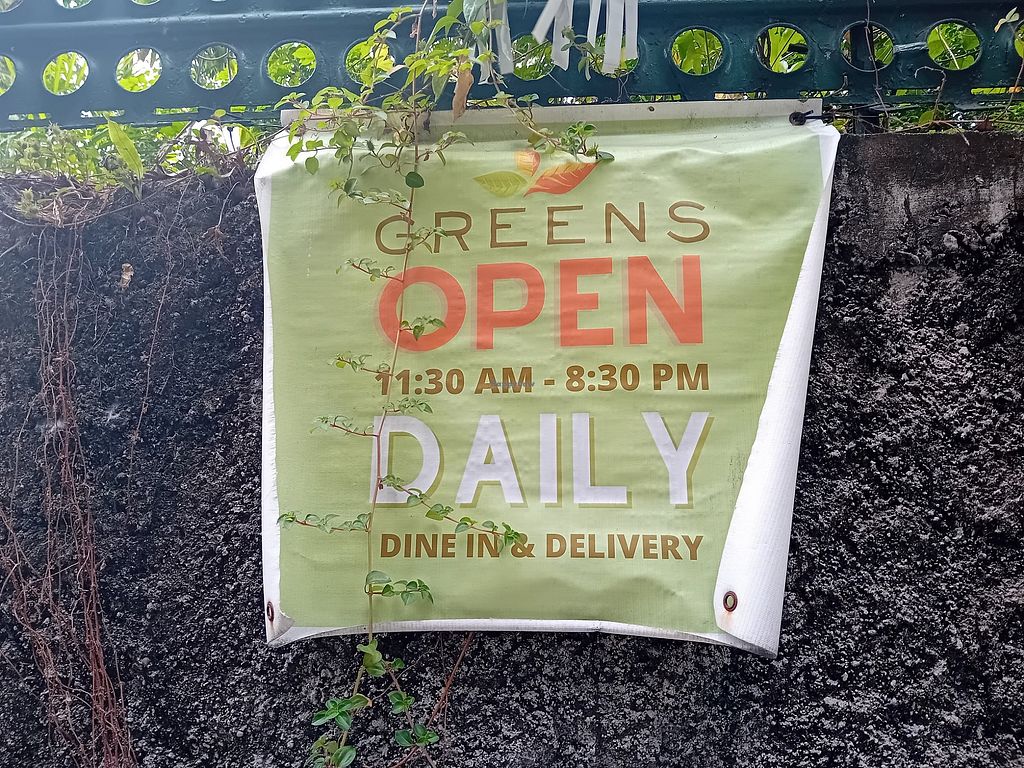 GREENS
OPEN
11:30 AM - 8:30 PM
DAILY
DINE IN & DELIVERY